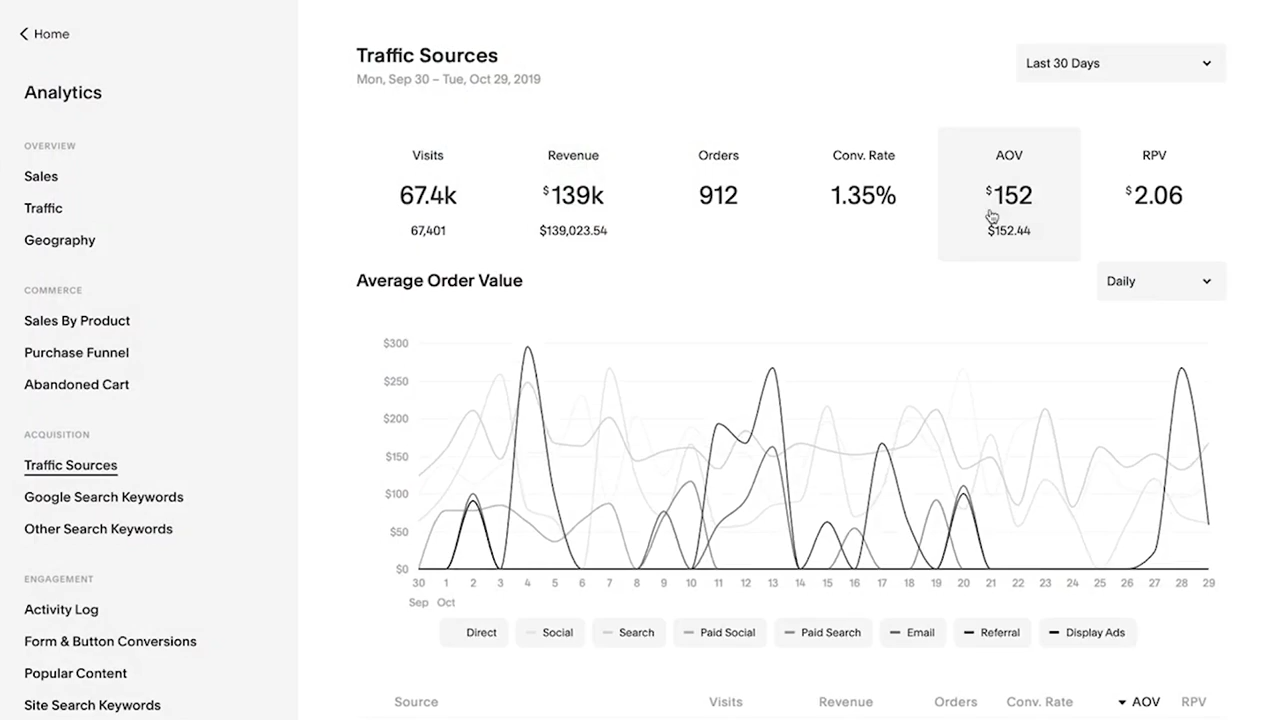 Home
Analytics
OVERVIEW
Sales
Traffic
Geography
COMMERCE
Sales By Product
Purchase Funnel
Abandoned Cart
ACQUISITION
Traffic Sources
Google Search Keywords
Other Search Keywords
ENGAGEMENT
Activity Log
Form & Button Conversions
Popular Content
Site Search Keywords
Traffic Sources
Mon, Sep 30 – Tue, Oct 29, 2019
Last 30 Days
Visits Revenue Orders Conv. Rate AOV RPV
67.4k $139k 912 1.35% $152 $2.06
67,401 $139,023.54 $152.44
Average Order Value
Daily
$300
$250
$200
$150
$100
$50
$0
30 1 2 3 4 5 6 7 8 9 10 11 12 13 14 15 16 17 18 19 20 21 22 23 24 25 26 27 28 29
Sep Oct
Direct Social Search Paid Social Paid Search Email Referral Display Ads
Source Visits Revenue Orders Conv. Rate AOV RPV